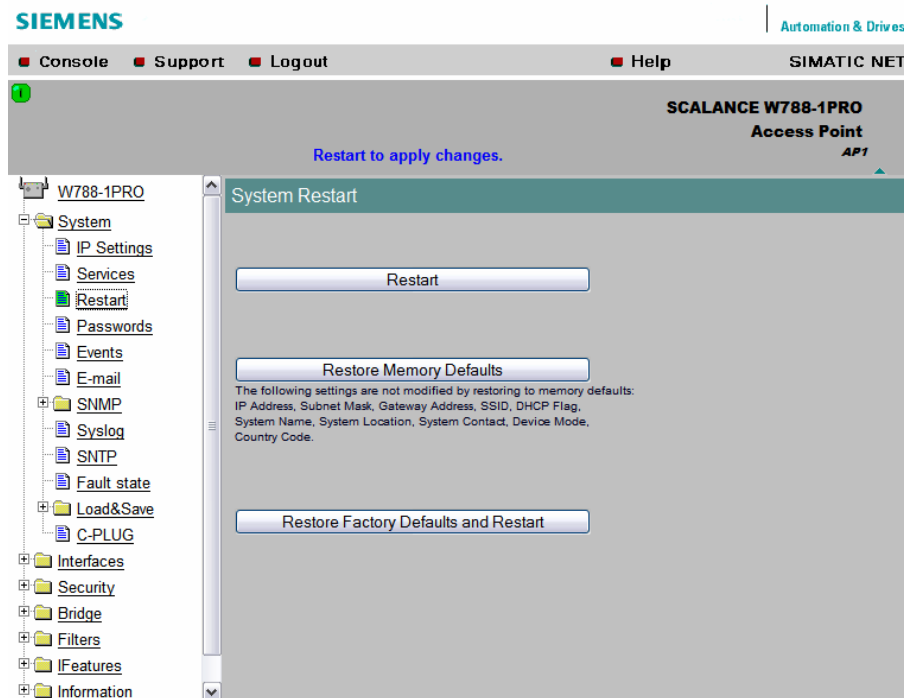 SIEMENS
Automation & Drives
Console Support Logout Help SIMATIC NET
SCALANCE W788-1PRO
Access Point
AP1
Restart to apply changes.
W788-1PRO
System
IP Settings
Services
Restart
Passwords
Events
E-mail
SNMP
Syslog
SNTP
Fault state
Load&Save
C-PLUG
Interfaces
Security
Bridge
Filters
IFeatures
Information
System Restart
Restart
Restore Memory Defaults
The following settings are not modified by restoring to memory defaults:
IP Address, Subnet Mask, Gateway Address, SSID, DHCP Flag,
System Name, System Location, System Contact, Device Mode,
Country Code.
Restore Factory Defaults and Restart